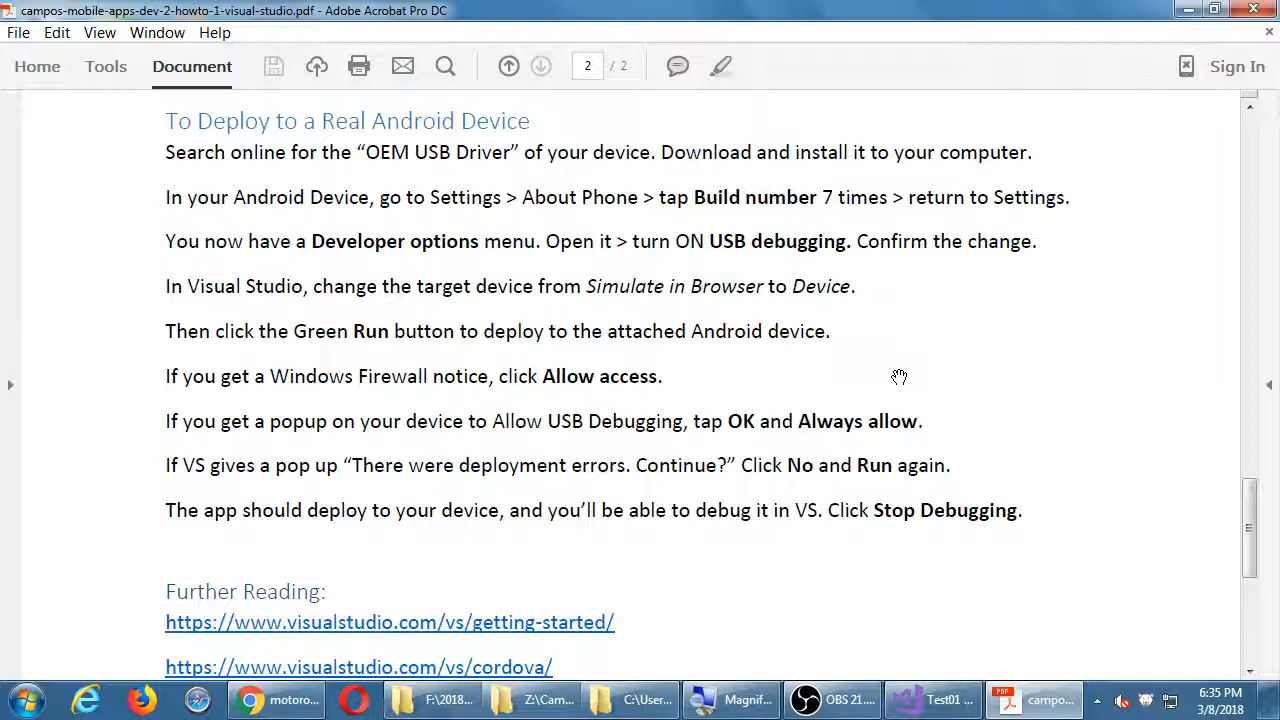 campos-mobile-apps-dev-2-howto-1-visual-studio.pdf - Adobe Acrobat Pro DC
File Edit View Window Help
Home Tools Document 2 / 2 Sign In
To Deploy to a Real Android Device
Search online for the “OEM USB Driver” of your device. Download and install it to your computer.
In your Android Device, go to Settings > About Phone > tap Build number 7 times > return to Settings.
You now have a Developer options menu. Open it > turn ON USB debugging. Confirm the change.
In Visual Studio, change the target device from Simulate in Browser to Device.
Then click the Green Run button to deploy to the attached Android device.
If you get a Windows Firewall notice, click Allow access.
If you get a popup on your device to Allow USB Debugging, tap OK and Always allow.
If VS gives a pop up “There were deployment errors. Continue?” Click No and Run again.
The app should deploy to your device, and you’ll be able to debug it in VS. Click Stop Debugging.
Further Reading:
https://www.visualstudio.com/vs/getting-started/
https://www.visualstudio.com/vs/cordova/
motoro... F:\2018... Z:\Cam... C:\User... Magnif... OBS 21.... Test01 ... PDF campo... 6:35 PM
3/8/2018